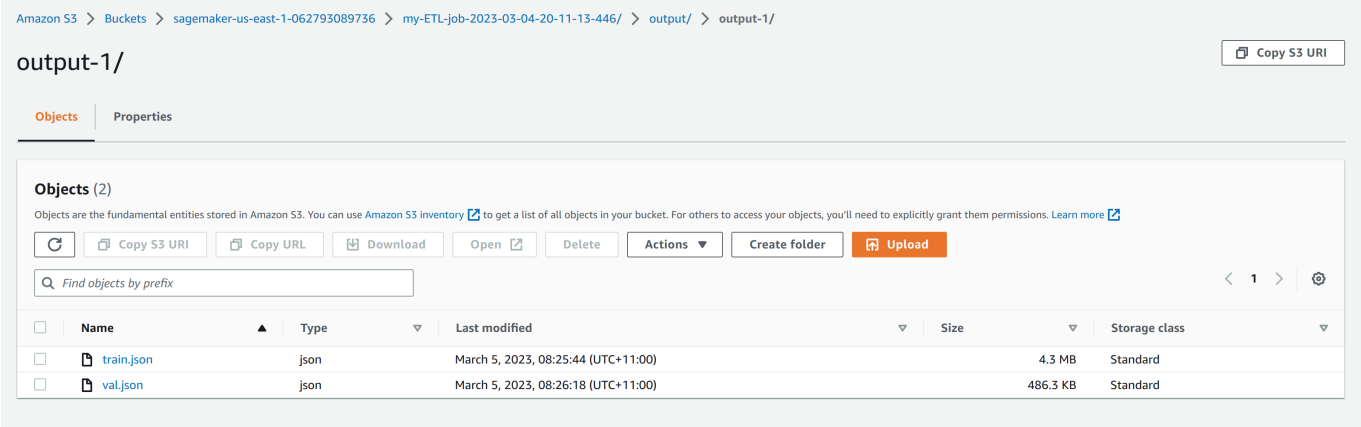 Amazon S3 > Buckets > sagemaker-us-east-1-062793089736 > my-ETL-job-2023-03-04-20-11-13-446/ > output/ > output-1/
output-1/
Copy S3 URI
Objects Properties
Objects (2)
Objects are the fundamental entities stored in Amazon S3. You can use Amazon S3 inventory to get a list of all objects in your bucket. For others to access your objects, you'll need to explicitly grant them permissions. Learn more
Copy S3 URI Copy URL Download Open Delete Actions Create folder Upload
Find objects by prefix
1
Name Type Last modified Size Storage class
train.json json March 5, 2023, 08:25:44 (UTC+11:00) 4.3 MB Standard
val.json json March 5, 2023, 08:26:18 (UTC+11:00) 486.3 KB Standard